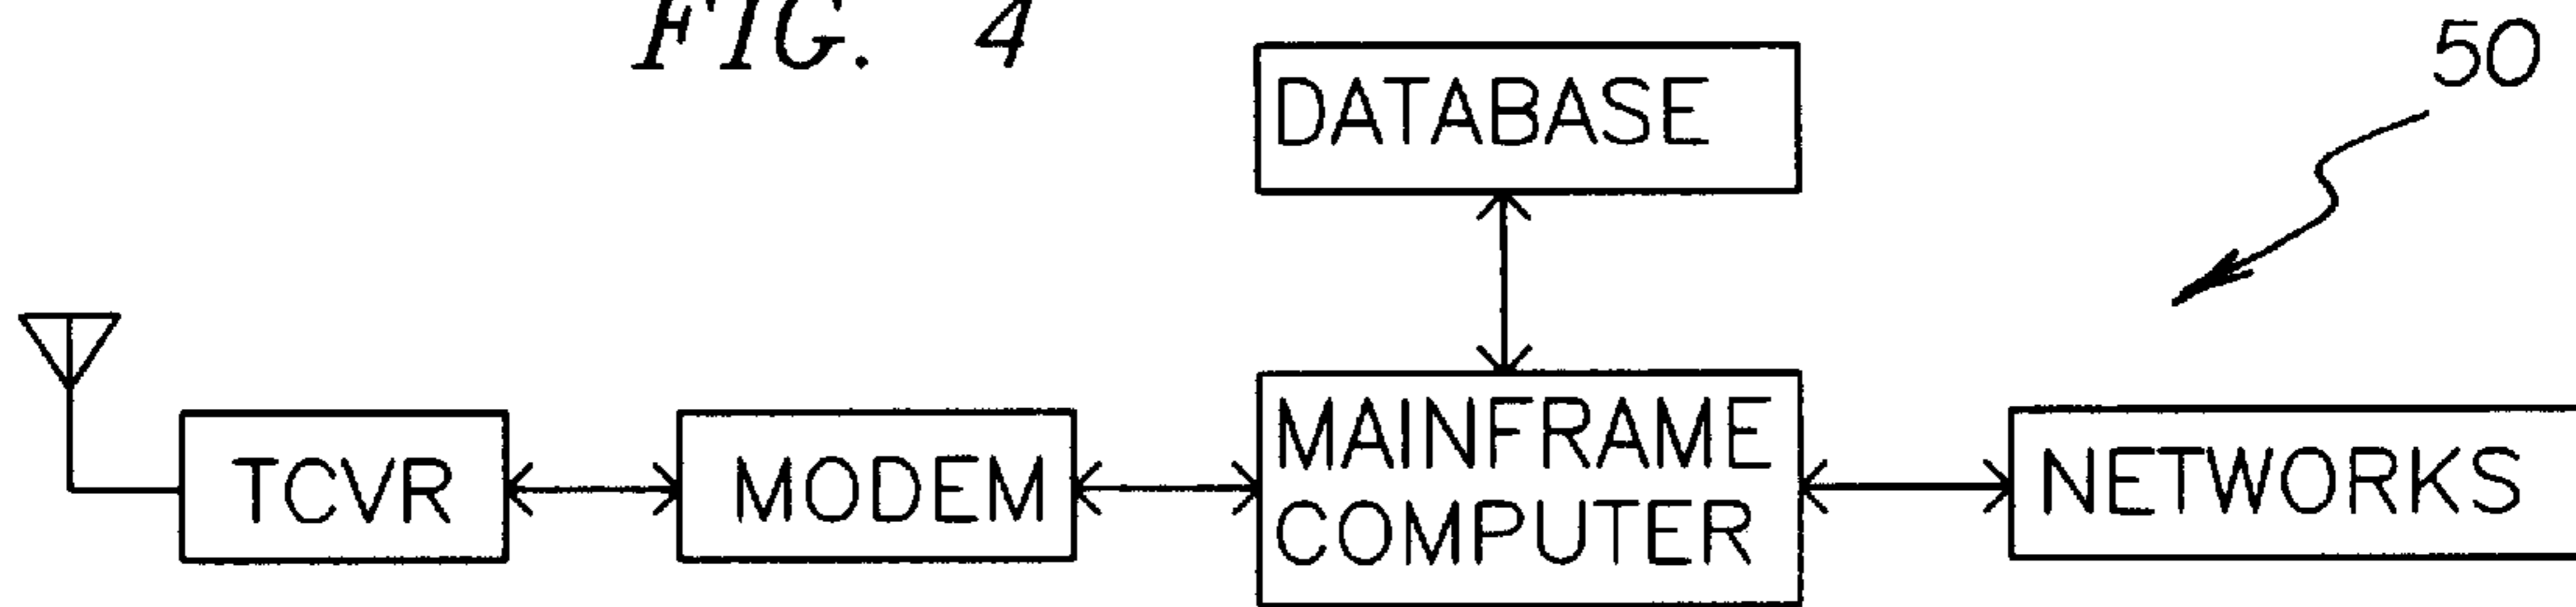 FIG. 4
50
DATABASE
TCVR
MODEM
MAINFRAME
COMPUTER
NETWORKS